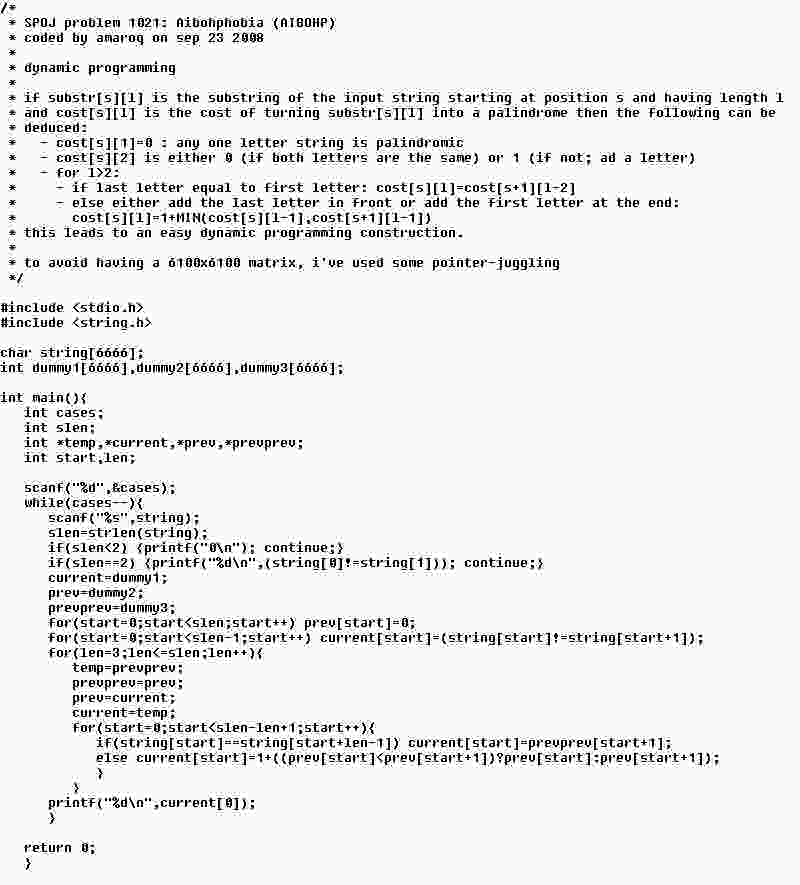 /*
 * SPOJ problem 1021: Aibohphobia (AIBOHP)
 * coded by amaroq on sep 23 2008
 *
 * dynamic programming
 *
 * if substr[s][l] is the substring of the input string starting at position s and having length l
 * and cost[s][l] is the cost of turning substr[s][l] into a palindrome then the following can be
 * deduced:
 *   - cost[s][1]=0 : any one letter string is palindromic
 *   - cost[s][2] is either 0 (if both letters are the same) or 1 (if not; ad a letter)
 *   - for l>2:
 *     - if last letter equal to first letter: cost[s][l]=cost[s+1][l-2]
 *     - else either add the last letter in front or add the first letter at the end:
 *       cost[s][l]=1+MIN(cost[s][l-1],cost[s+1][l-1])
 * this leads to an easy dynamic programming construction.
 *
 * to avoid having a 6100x6100 matrix, i've used some pointer-juggling
 */

#include <stdio.h>
#include <string.h>

char string[6666];
int dummy1[6666],dummy2[6666],dummy3[6666];

int main(){
   int cases;
   int slen;
   int *temp,*current,*prev,*prevprev;
   int start,len;

   scanf("%d",&cases);
   while(cases--){
      scanf("%s",string);
      slen=strlen(string);
      if(slen<2) {printf("0\n"); continue;}
      if(slen==2) {printf("%d\n",(string[0]!=string[1])); continue;}
      current=dummy1;
      prev=dummy2;
      prevprev=dummy3;
      for(start=0;start<slen;start++) prev[start]=0;
      for(start=0;start<slen-1;start++) current[start]=(string[start]!=string[start+1]);
      for(len=3;len<=slen;len++){
         temp=prevprev;
         prevprev=prev;
         prev=current;
         current=temp;
         for(start=0;start<slen-len+1;start++){
            if(string[start]==string[start+len-1]) current[start]=prevprev[start+1];
            else current[start]=1+((prev[start]<prev[start+1])?prev[start]:prev[start+1]);
            }
         }
      printf("%d\n",current[0]);
      }

   return 0;
   }